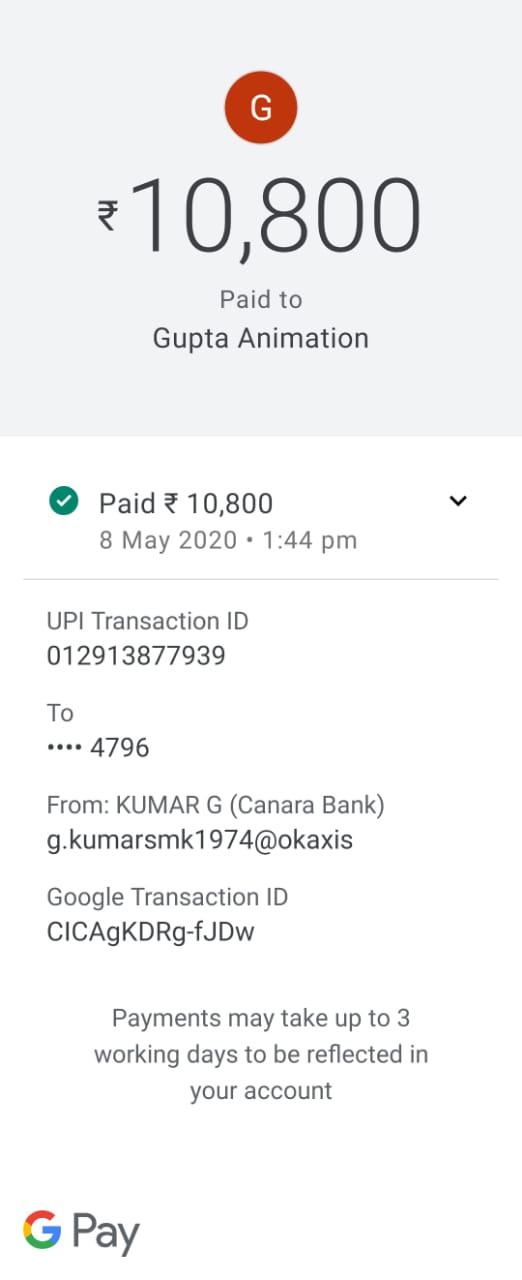 G
₹10,800
Paid to
Gupta Animation
Paid ₹ 10,800
8 May 2020 • 1:44 pm
UPI Transaction ID
012913877939
To
•••• 4796
From: KUMAR G (Canara Bank)
g.kumarsmk1974@okaxis
Google Transaction ID
CICAgKDRg-fJDw
Payments may take up to 3
working days to be reflected in
your account
G Pay